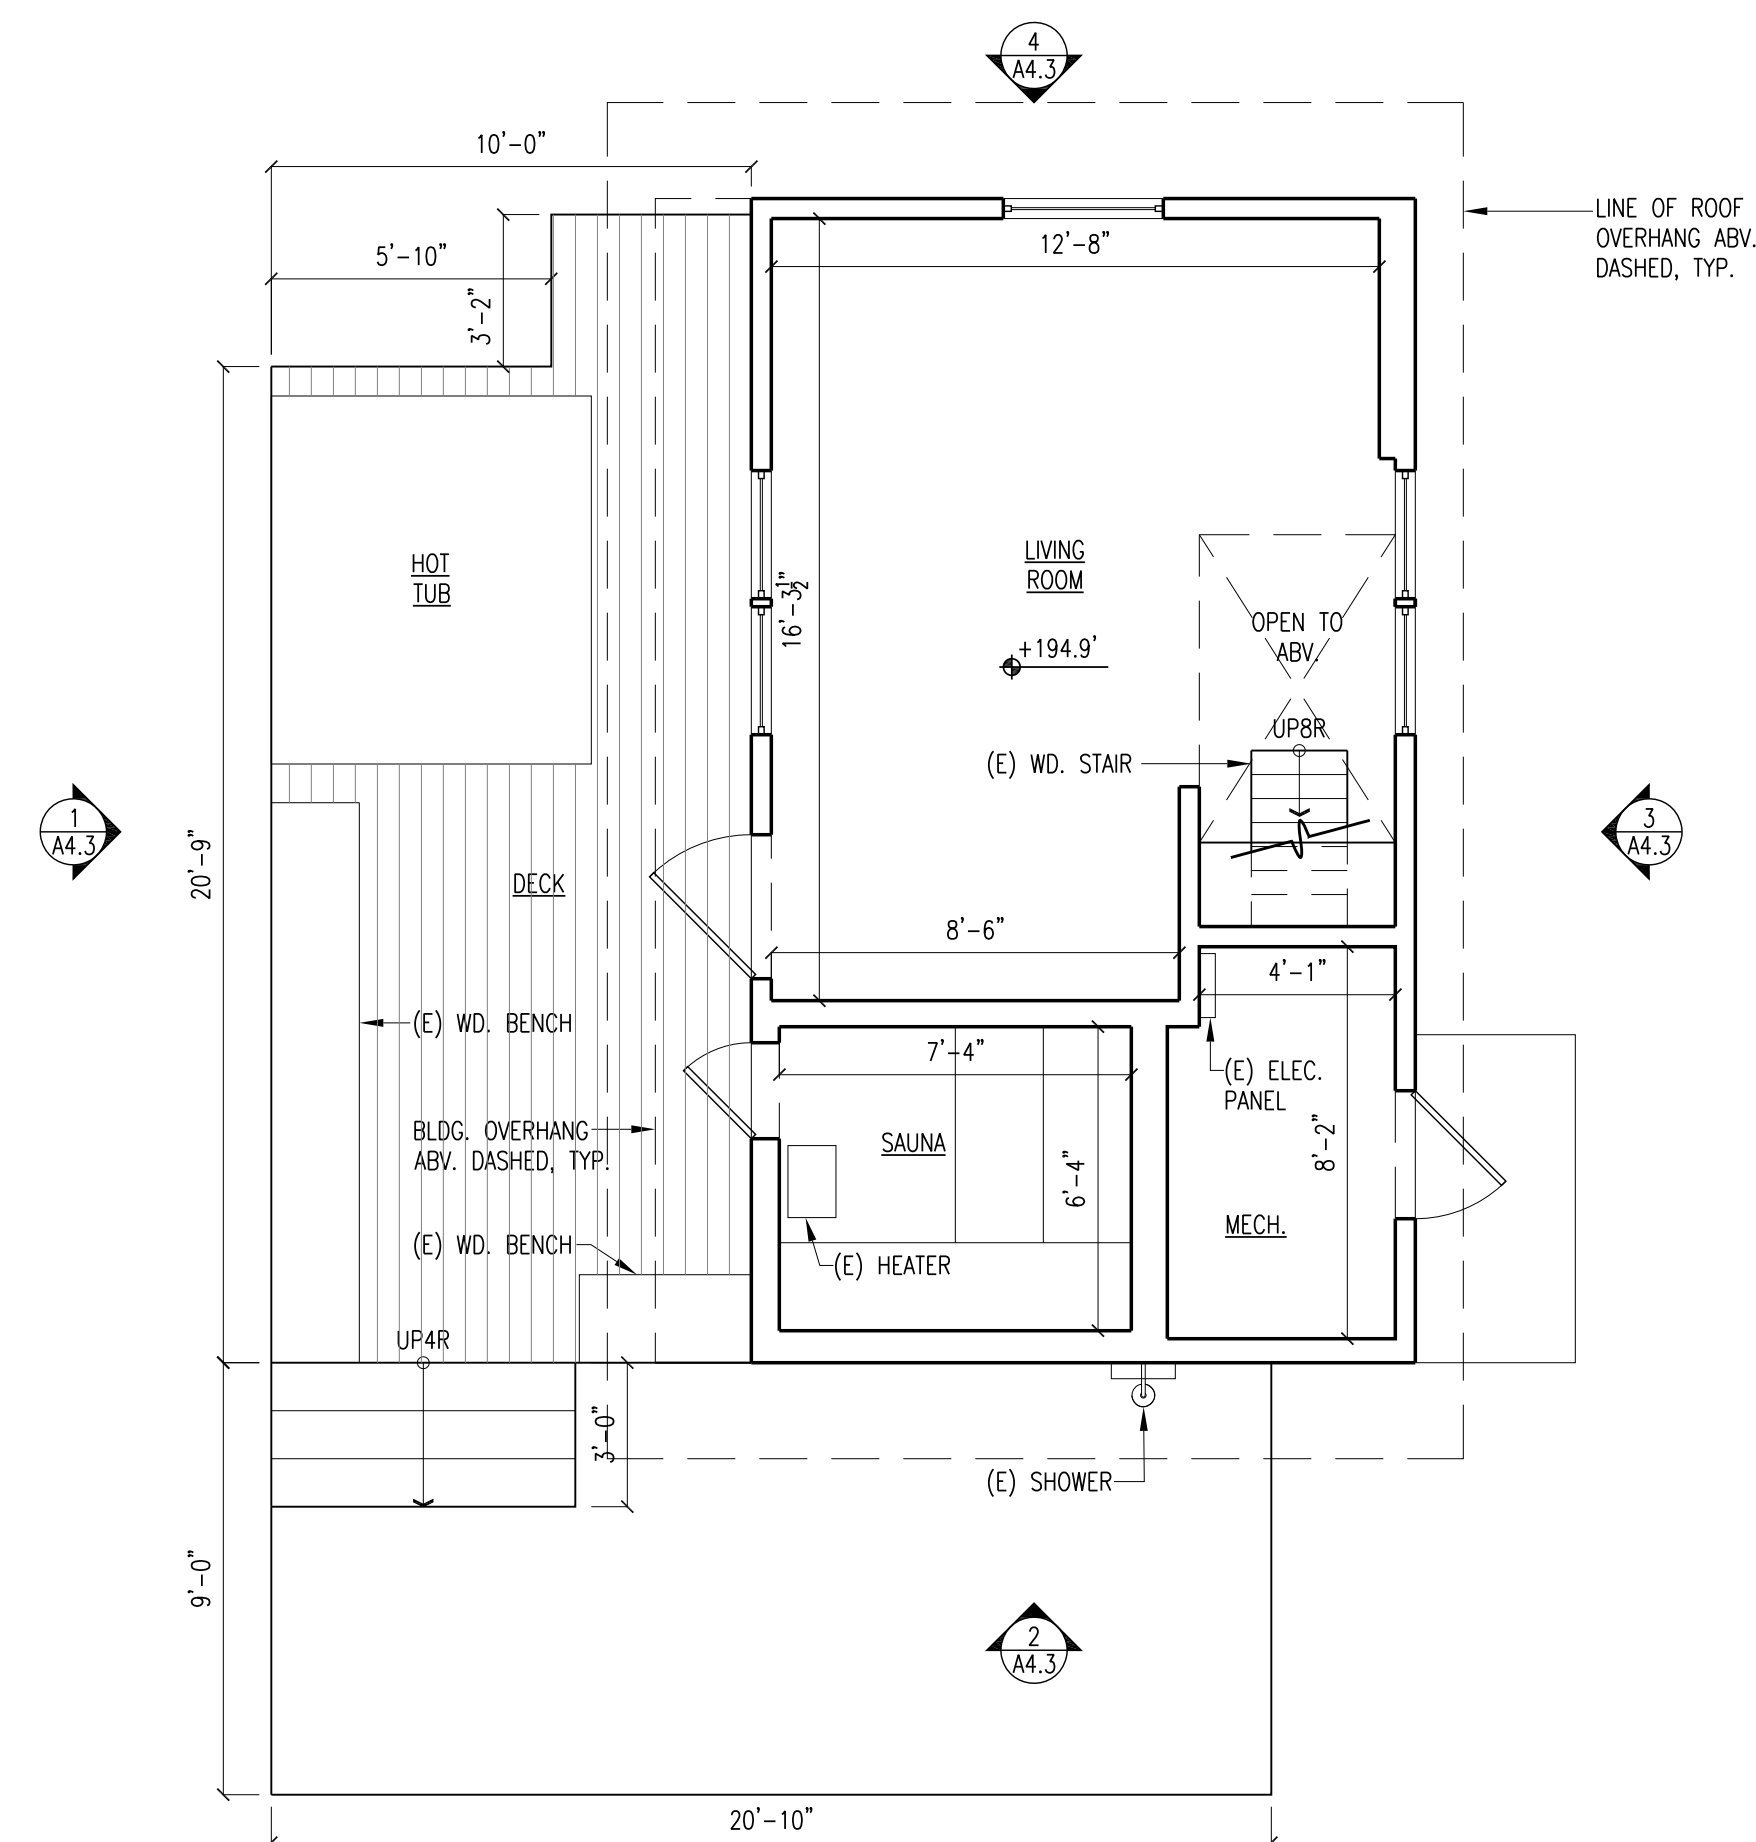 4
A4.3
10'-0"
LINE OF ROOF
OVERHANG ABV.
DASHED, TYP.
5'-10"
12'-8"
3'-2"
HOT
TUB
LIVING
ROOM
16'-3 1/2"
OPEN TO
ABV.
+194.9'
UP8R
(E) WD. STAIR
1
A4.3
3
A4.3
20'-9"
DECK
8'-6"
4'-1"
(E) WD. BENCH
7'-4"
(E) ELEC.
PANEL
BLDG. OVERHANG
ABV. DASHED, TYP.
SAUNA
6'-4"
8'-2"
MECH.
(E) WD. BENCH
(E) HEATER
UP4R
3'-0"
(E) SHOWER
9'-0"
2
A4.3
20'-10"